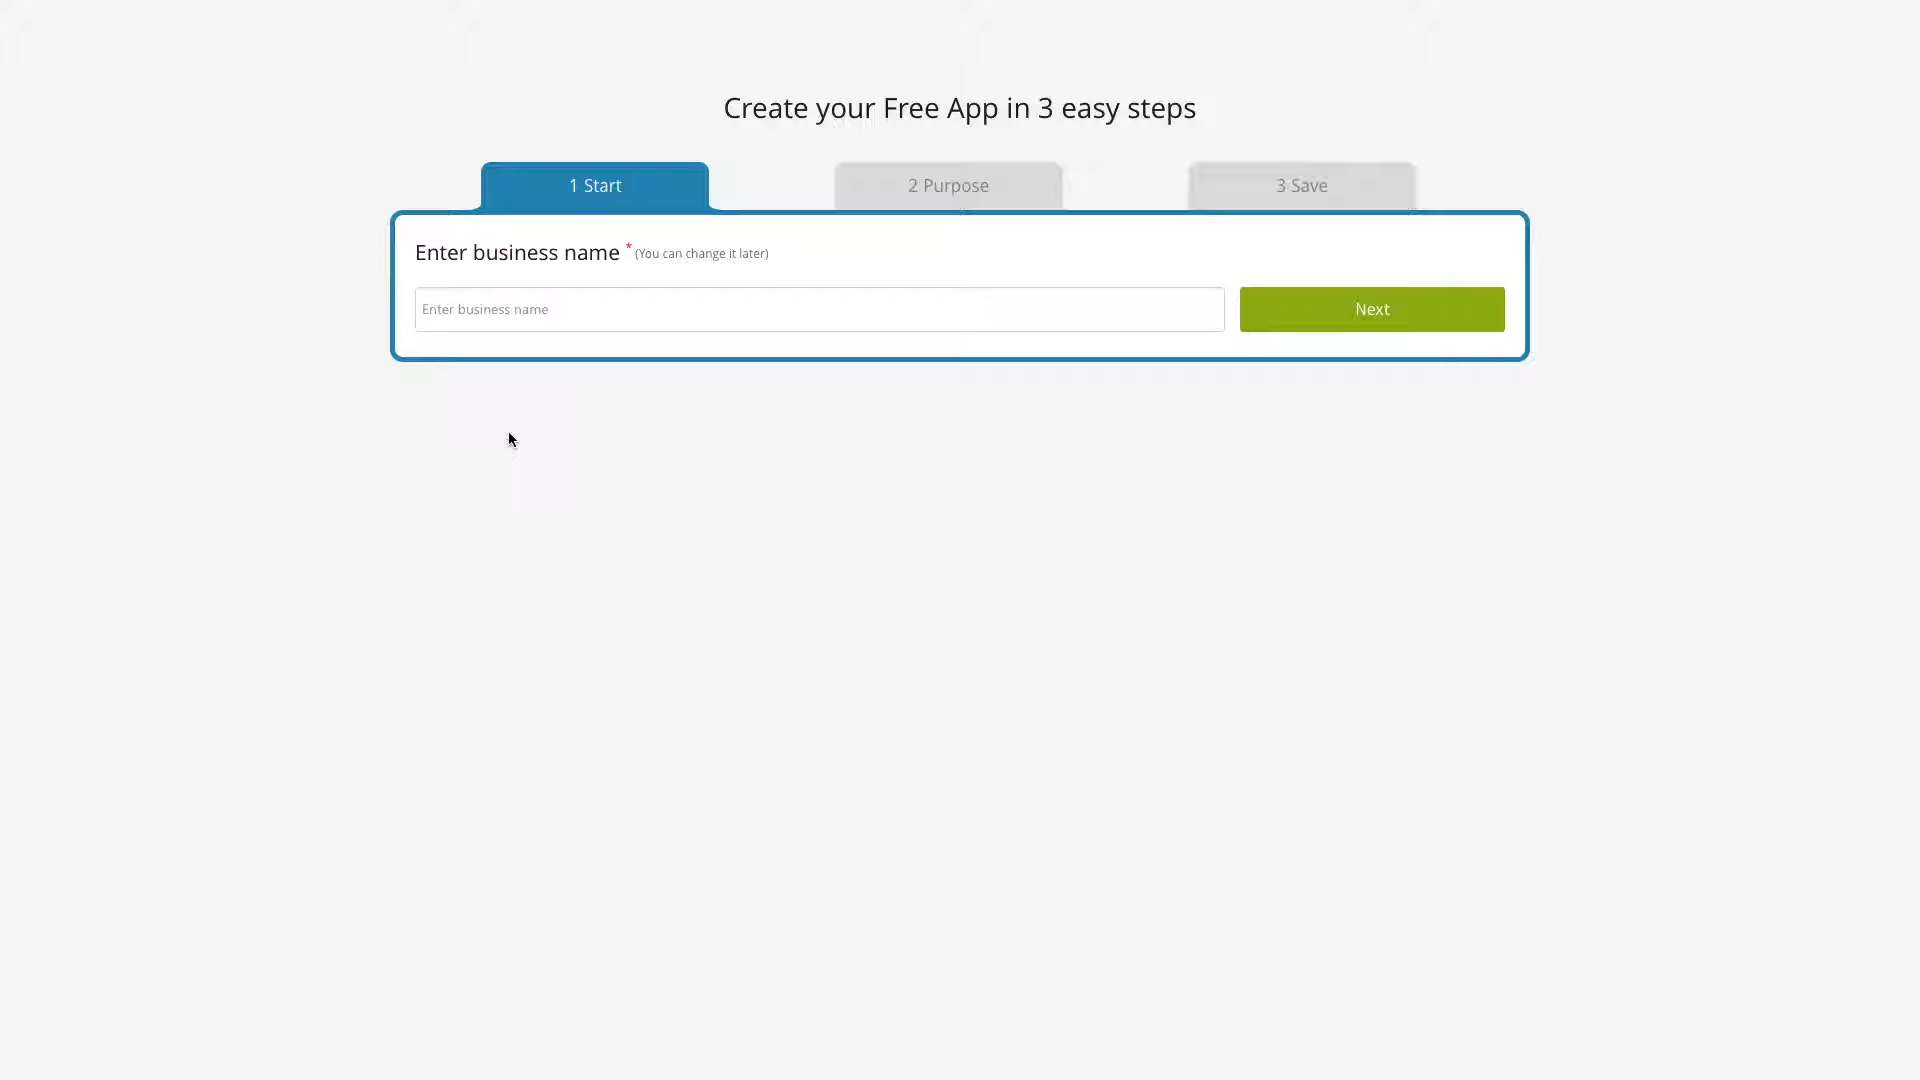 Create your Free App in 3 easy steps
1 Start
2 Purpose
3 Save
Enter business name * (You can change it later)
Enter business name
Next